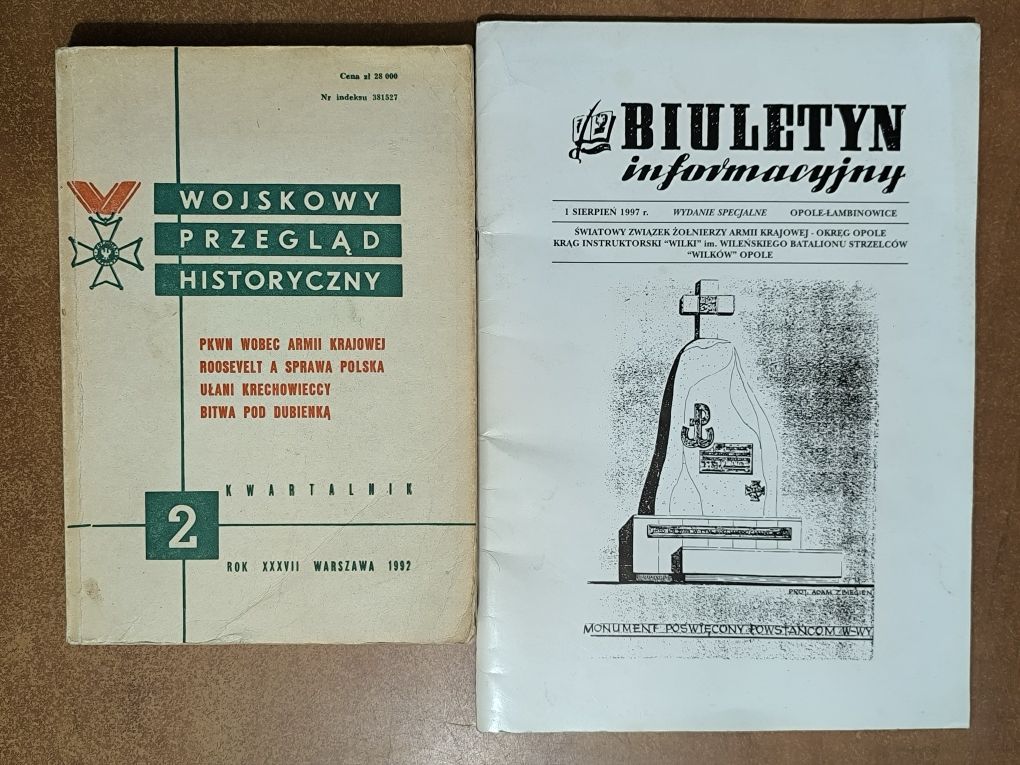 Cena zł 28 000
Nr indeksu 381527
WOJSKOWY
PRZEGLĄD
HISTORYCZNY
PKWN WOBEC ARMII KRAJOWEJ
ROOSEVELT A SPRAWA POLSKA
UŁANI KRECHOWIECCY
BITWA POD DUBIENKĄ
KWARTALNIK
2
ROK XXXVII WARSZAWA 1992
BIULETYN
informacyjny
1 SIERPIEŃ 1997 r. WYDANIE SPECJALNE OPOLE-ŁAMBINOWICE
ŚWIATOWY ZWIĄZEK ŻOŁNIERZY ARMII KRAJOWEJ - OKRĘG OPOLE
KRĄG INSTRUKTORSKI "WILKI" im. WILEŃSKIEGO BATALIONU STRZELCÓW
"WILKÓW" OPOLE
PROJ. ADAM ZBIEGIEŃ
MONUMENT POŚWIĘCONY POWSTAŃCOM W-WY